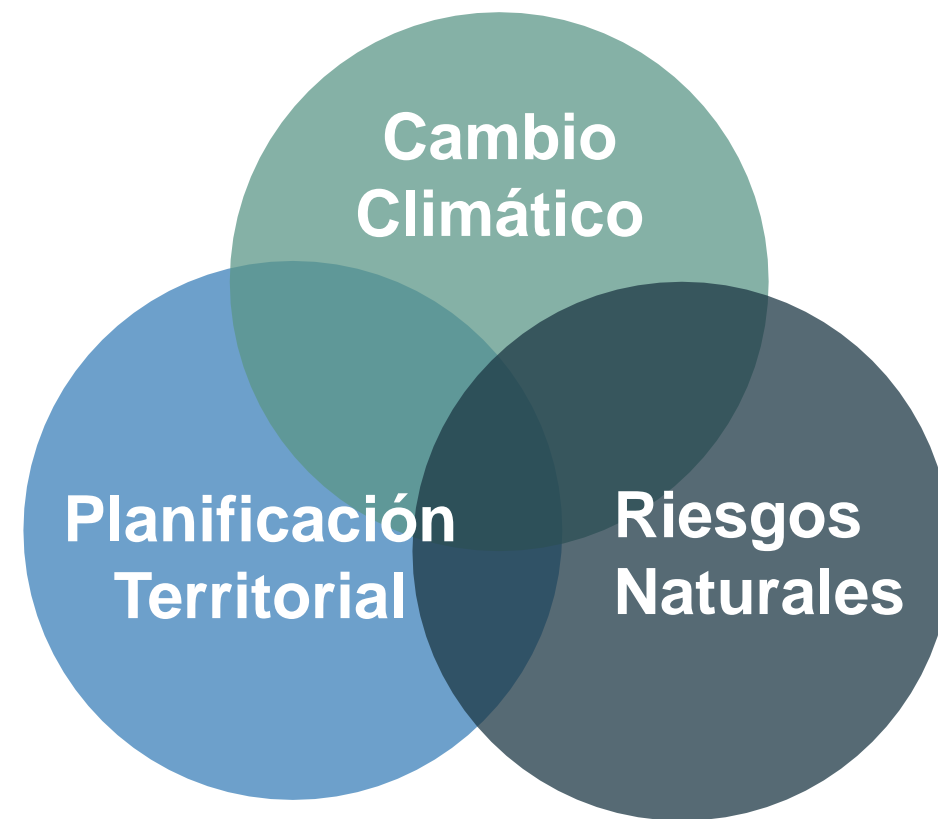 Cambio
Climático
Planificación
Territorial
Riesgos
Naturales